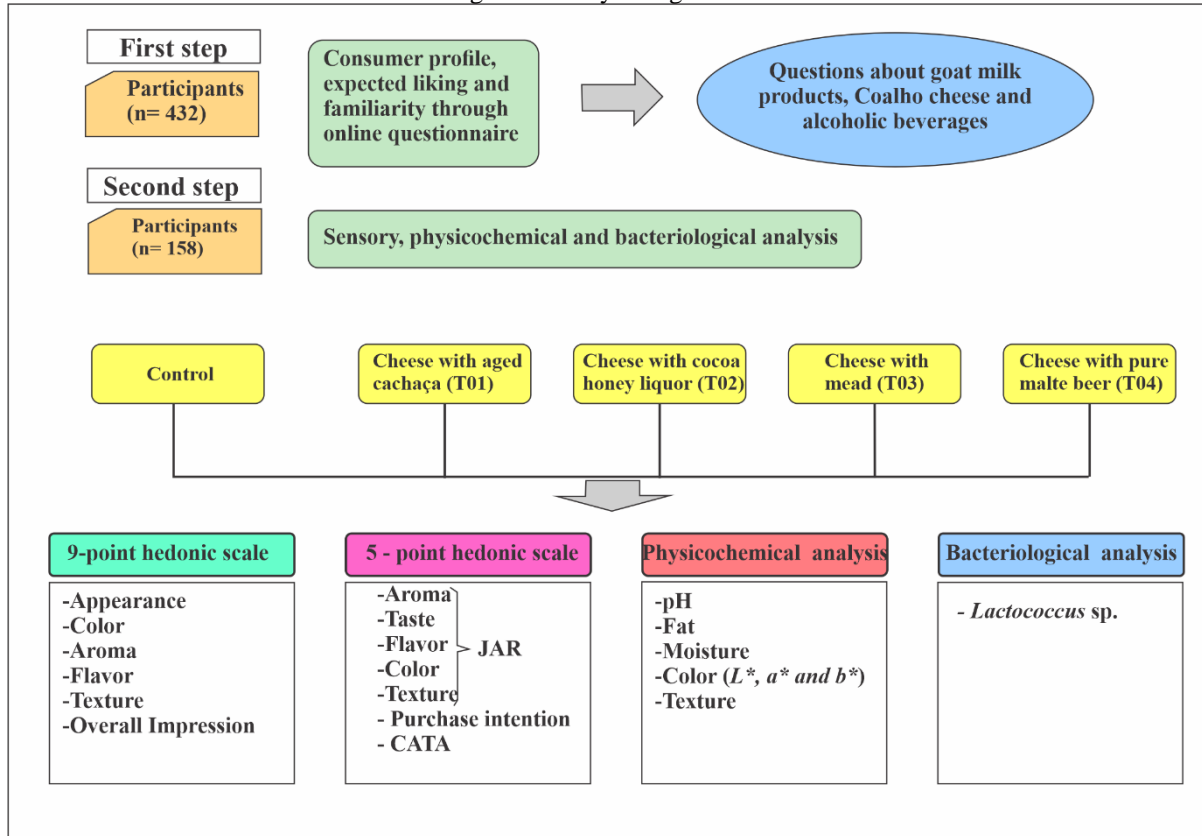 First step
Participants
(n= 432)
Consumer profile,
expected liking and
familiarity through
online questionnaire
Questions about goat milk
products, Coalho cheese and
alcoholic beverages
Second step
Participants
(n= 158)
Sensory, physicochemical and bacteriological analysis
Control
Cheese with aged
cachaça (T01)
Cheese with cocoa
honey liquor (T02)
Cheese with
mead (T03)
Cheese with pure
malte beer (T04)
9-point hedonic scale
-Appearance
-Color
-Aroma
-Flavor
-Texture
-Overall Impression
5 - point hedonic scale
-Aroma
-Taste
-Flavor
-Color
-Texture
JAR
- Purchase intention
- CATA
Physicochemical analysis
-pH
-Fat
-Moisture
-Color (L*, a* and b*)
-Texture
Bacteriological analysis
- Lactococcus sp.